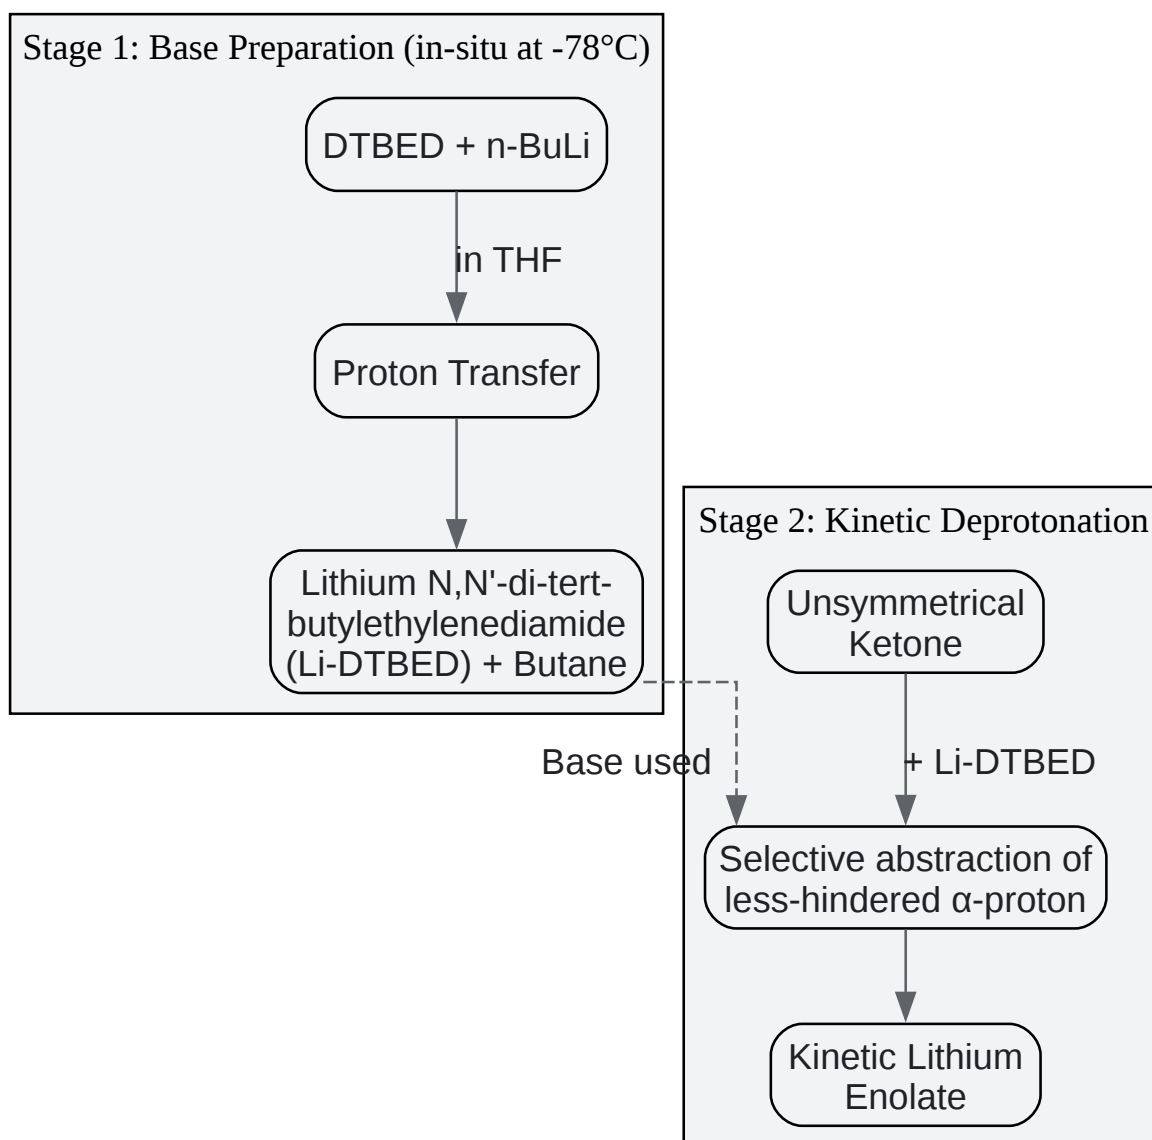 Stage 1: Base Preparation (in-situ at -78°C)
DTBED + n-BuLi
in THF
Proton Transfer
Lithium N,N'-di-tert-
butylethylenediamide
(Li-DTBED) + Butane
Base used
Stage 2: Kinetic Deprotonation
Unsymmetrical
Ketone
+ Li-DTBED
Selective abstraction of
less-hindered α-proton
Kinetic Lithium
Enolate